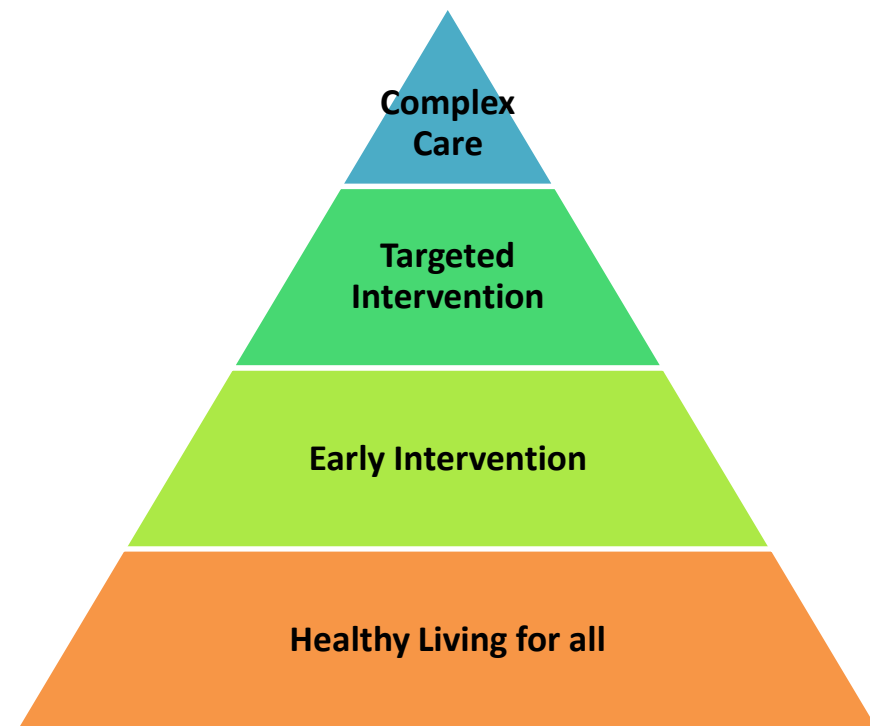 Complex
Care
Targeted
Intervention
Early Intervention
Healthy Living for all